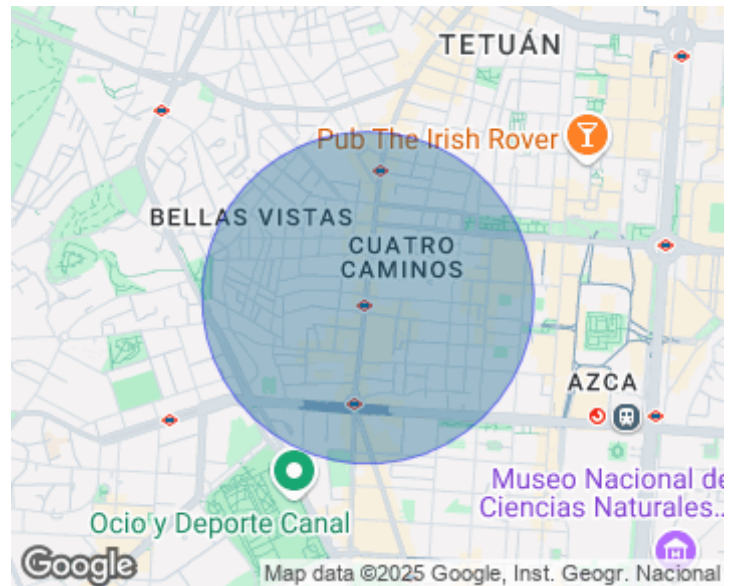 TETUÁN
Pub The Irish Rover
BELLAS VISTAS
CUATRO
CAMINOS
AZCA
Museo Nacional de
Ciencias Naturales...
Ocio y Deporte Canal
Google
Map data ©2025 Google, Inst. Geogr. Nacional